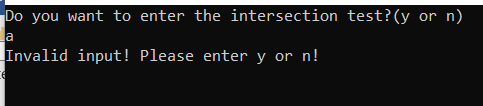 Do you want to enter the intersection test?(y or n)
a
Invalid input! Please enter y or n!